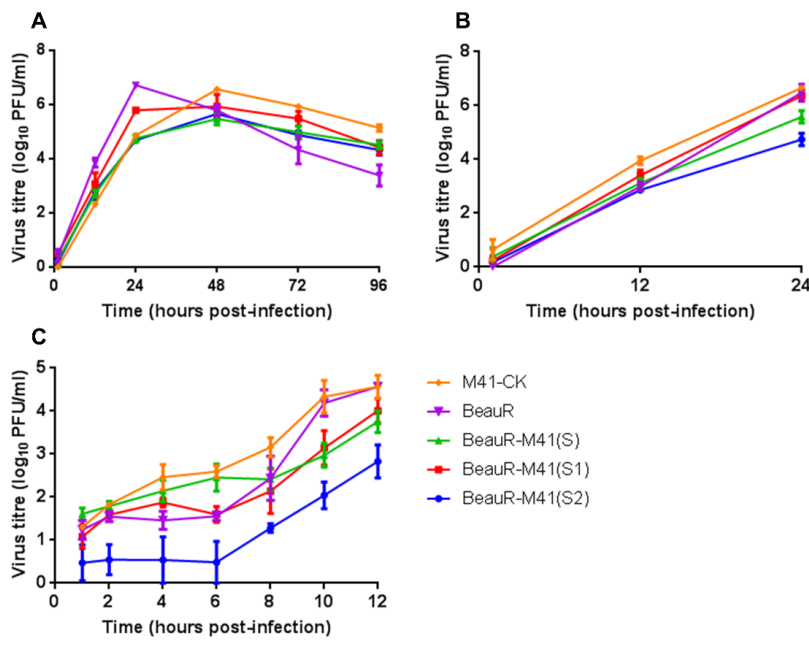 A
B
8
6
4
2
0
Virus titre (log10 PFU/ml)
0 24 48 72 96
Time (hours post-infection)
8
6
4
2
0
Virus titre (log10 PFU/ml)
0 12 24
Time (hours post-infection)
C
5
4
3
2
1
0
Virus titre (log10 PFU/ml)
0 2 4 6 8 10 12
Time (hours post-infection)
M41-CK
BeauR
BeauR-M41(S)
BeauR-M41(S1)
BeauR-M41(S2)